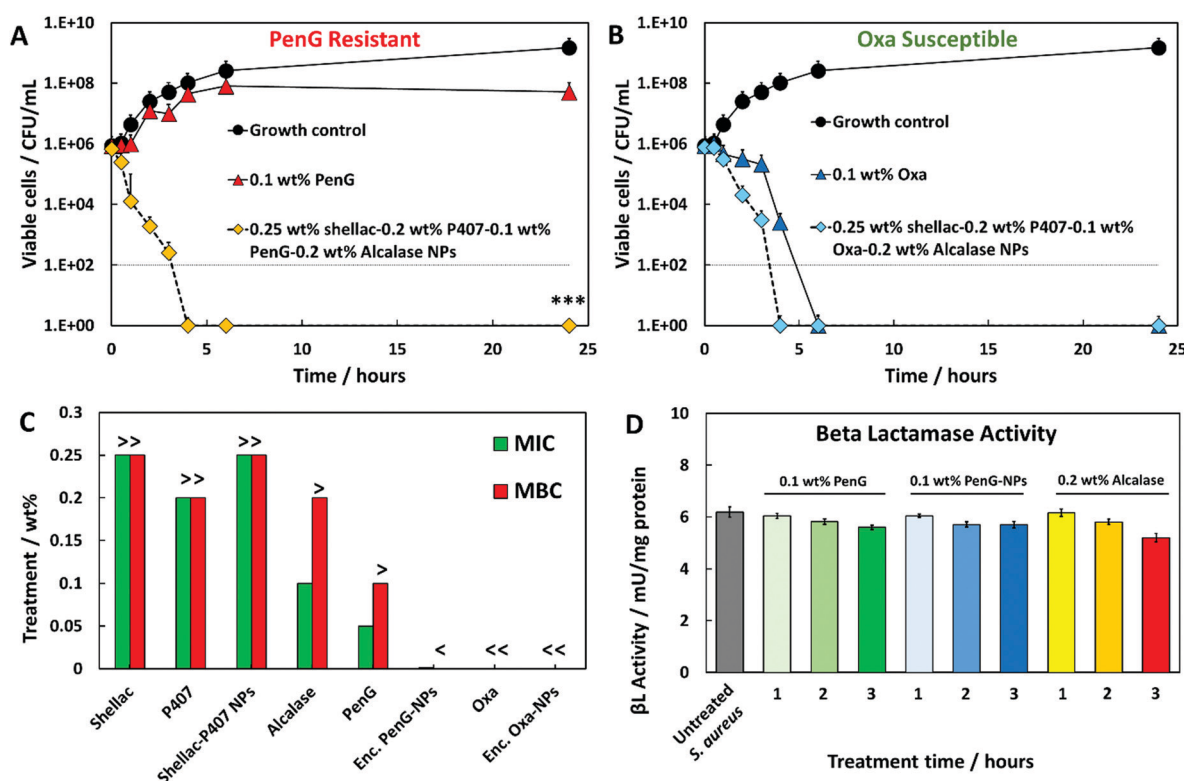 A
PenG Resistant
1.E+10
1.E+08
1.E+06
1.E+04
1.E+02
1.E+00
Viable cells / CFU/mL
Growth control
0.1 wt% PenG
0.25 wt% shellac-0.2 wt% P407-0.1 wt%
PenG-0.2 wt% Alcalase NPs
***
0 5 10 15 20 25
Time / hours
B
Oxa Susceptible
1.E+10
1.E+08
1.E+06
1.E+04
1.E+02
1.E+00
Viable cells / CFU/mL
Growth control
0.1 wt% Oxa
0.25 wt% shellac-0.2 wt% P407-0.1 wt%
Oxa-0.2 wt% Alcalase NPs
0 5 10 15 20 25
Time / hours
C
0.3
0.25
0.2
0.15
0.1
0.05
0
Treatment / wt%
>> >> >> > > < << <<
MIC
MBC
Shellac
P407
Shellac-P407 NPs
Alcalase
PenG
Enc. PenG-NPs
Oxa
Enc. Oxa-NPs
D
Beta Lactamase Activity
10
8
6
4
2
0
βL Activity / mU/mg protein
0.1 wt% PenG 0.1 wt% PenG-NPs 0.2 wt% Alcalase
Untreated
S. aureus
1 2 3 1 2 3 1 2 3
Treatment time / hours